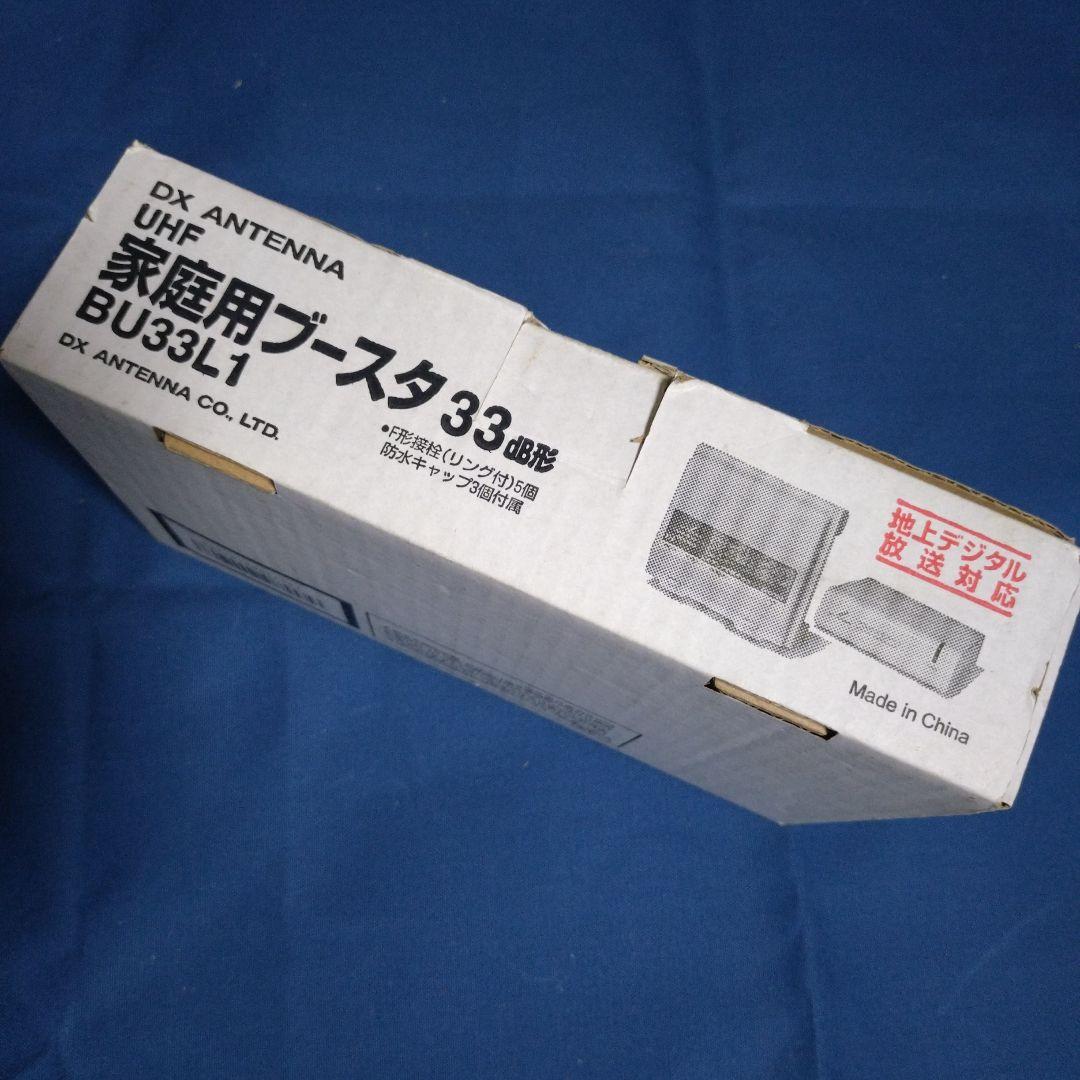 DX ANTENNA
UHF
家庭用ブースタ 33dB形
BU33L1
DX ANTENNA CO., LTD.
•F形接栓(リング付)5個
防水キャップ3個付属
地上デジタル
放送対応
Made in China